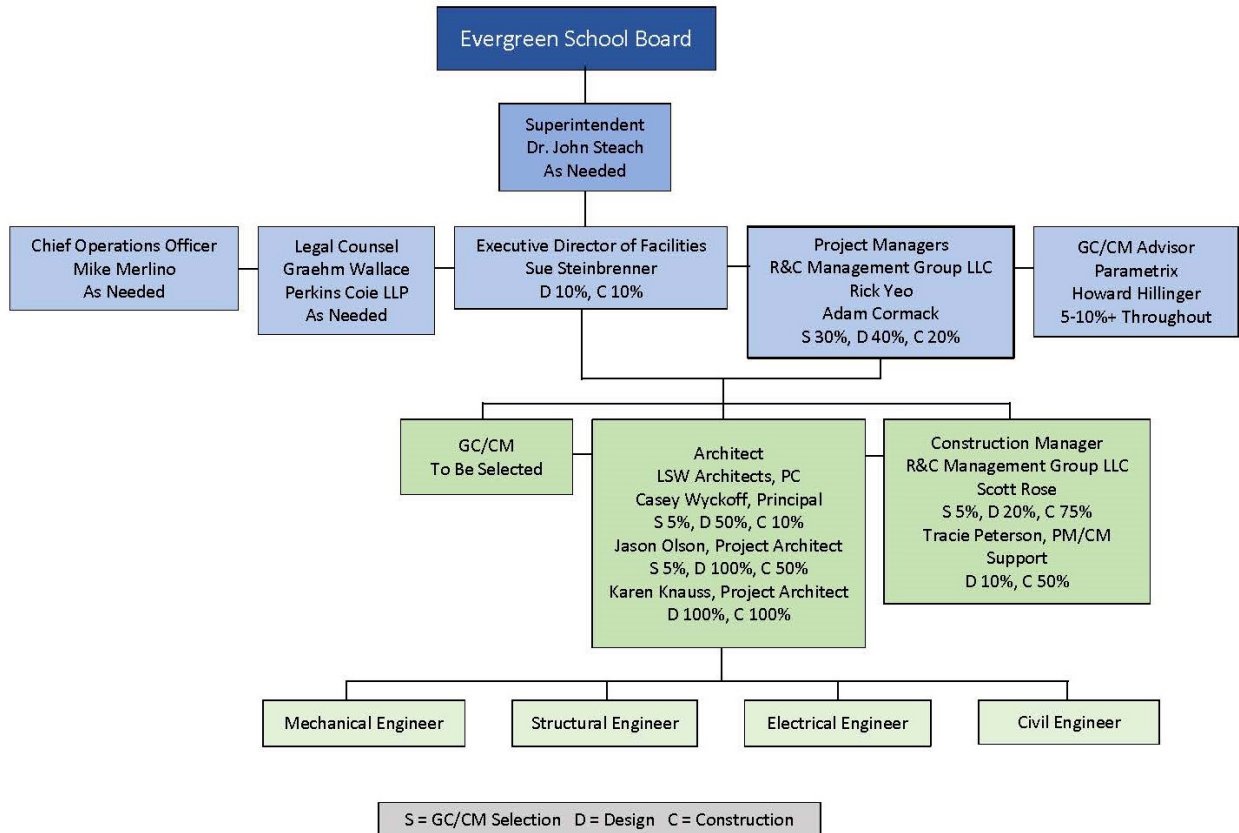 Evergreen School Board
Superintendent
Dr. John Steach
As Needed
Chief Operations Officer
Mike Merlino
As Needed
Legal Counsel
Graehm Wallace
Perkins Coie LLP
As Needed
Executive Director of Facilities
Sue Steinbrenner
D 10%, C 10%
Project Managers
R&C Management Group LLC
Rick Yeo
Adam Cormack
S 30%, D 40%, C 20%
GC/CM Advisor
Parametrix
Howard Hillinger
5-10%+ Throughout
GC/CM
To Be Selected
Architect
LSW Architects, PC
Casey Wyckoff, Principal
S 5%, D 50%, C 10%
Jason Olson, Project Architect
S 5%, D 100%, C 50%
Karen Knauss, Project Architect
D 100%, C 100%
Construction Manager
R&C Management Group LLC
Scott Rose
S 5%, D 20%, C 75%
Tracie Peterson, PM/CM
Support
D 10%, C 50%
Mechanical Engineer
Structural Engineer
Electrical Engineer
Civil Engineer
S = GC/CM Selection D = Design C = Construction